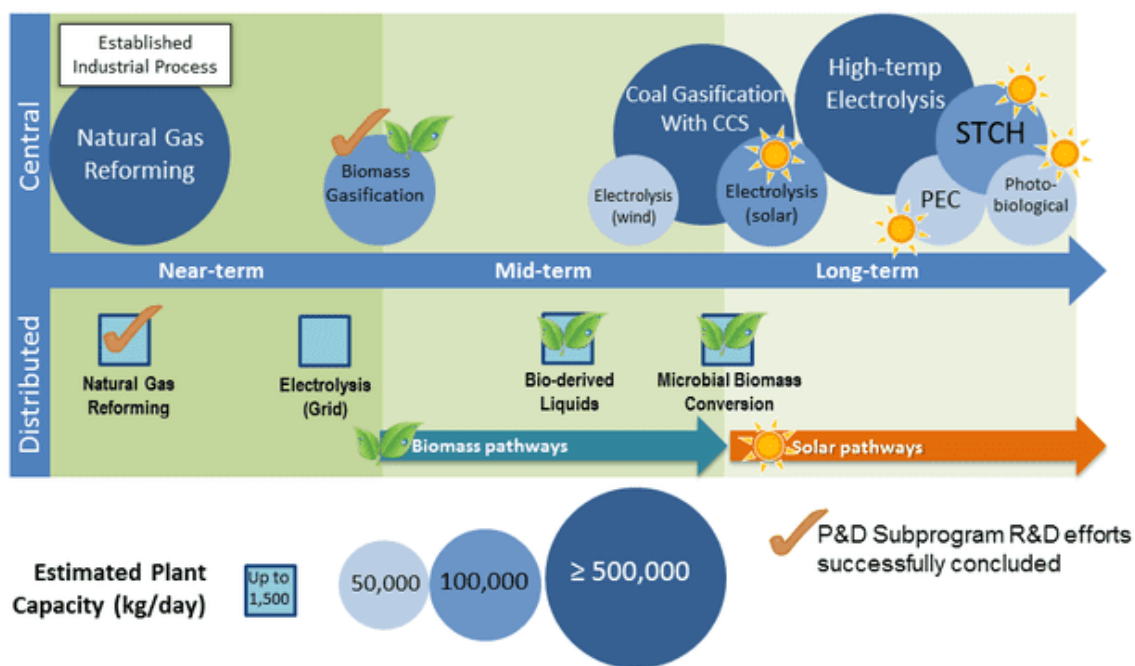 Established
Industrial Process
Natural Gas
Reforming
Biomass
Gasification
Coal Gasification
With CCS
Electrolysis
(wind)
Electrolysis
(solar)
High-temp
Electrolysis
STCH
PEC
Photo-
biological
Central
Near-term
Mid-term
Long-term
Distributed
Natural Gas
Reforming
Electrolysis
(Grid)
Bio-derived
Liquids
Microbial Biomass
Conversion
Biomass pathways
Solar pathways
Estimated Plant
Capacity (kg/day)
Up to
1,500
50,000
100,000
≥ 500,000
P&D Subprogram R&D efforts
successfully concluded